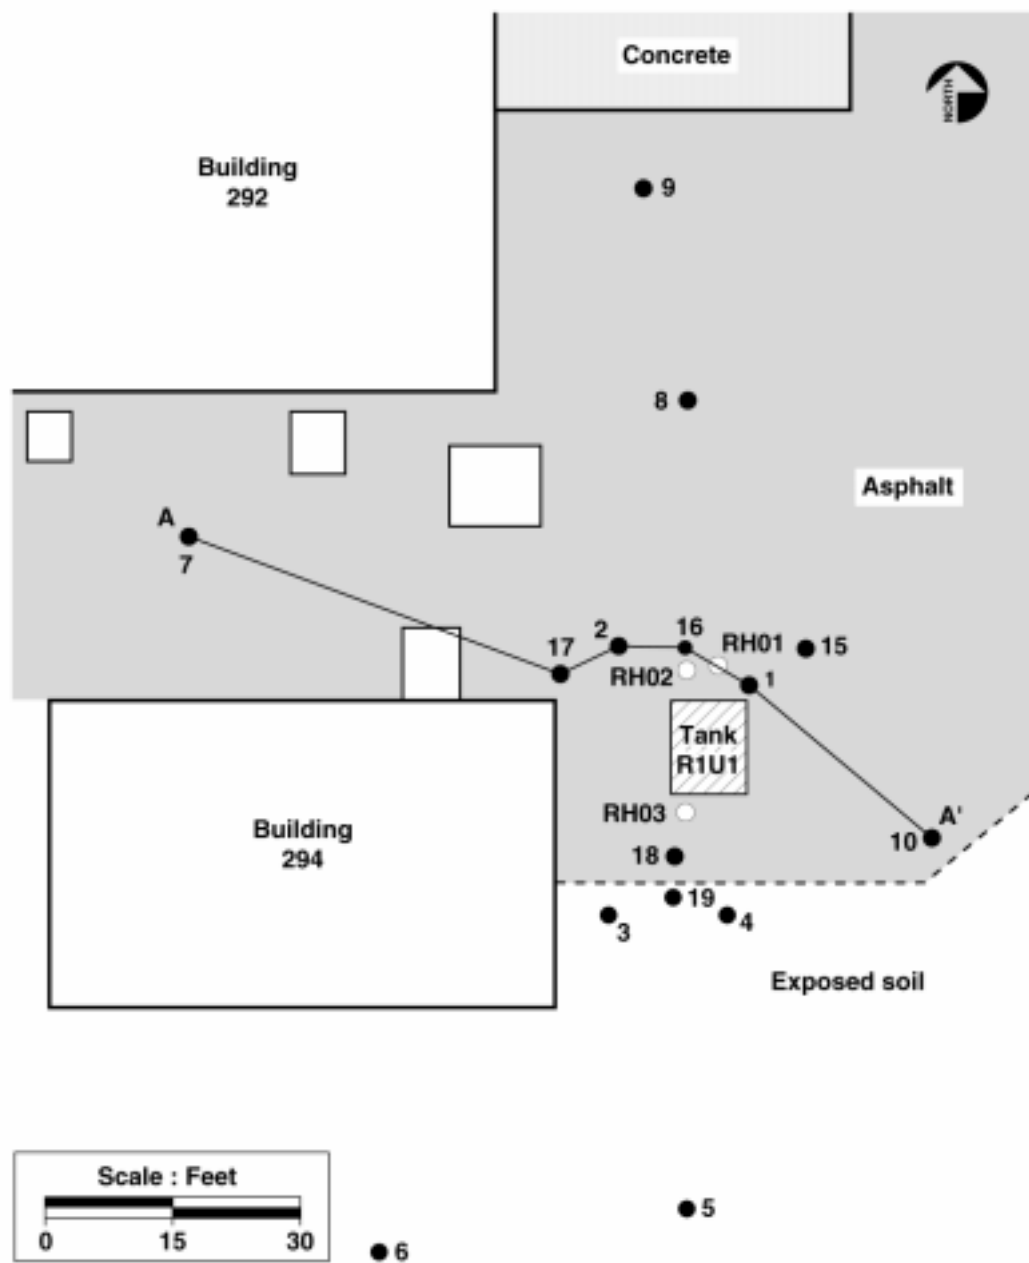 Concrete
NORTH
Building
292
9
8
Asphalt
A
7
17
2
16
RH01
15
RH02
1
Tank
R1U1
RH03
A'
10
Building
294
18
19
3
4
Exposed soil
Scale : Feet
0 15 30
5
6